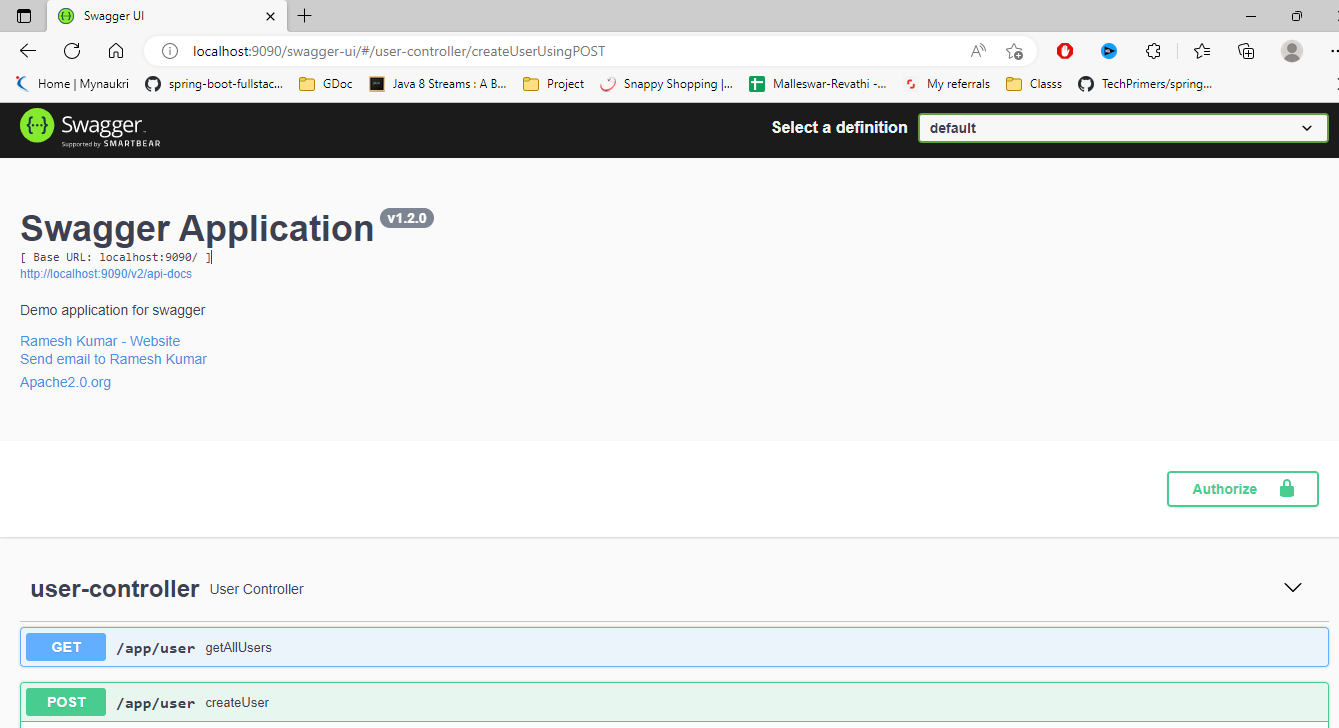 Swagger UI
localhost:9090/swagger-ui/#/user-controller/createUserUsingPOST
Home | Mynaukri spring-boot-fullstac... GDoc Java 8 Streams : A B... Project Snappy Shopping |... Malleswar-Revathi -... My referrals Classs TechPrimers/spring...
Swagger. Select a definition default
Supported by SMARTBEAR
Swagger Application v1.2.0
[ Base URL: localhost:9090/ ]
http://localhost:9090/v2/api-docs
Demo application for swagger
Ramesh Kumar - Website
Send email to Ramesh Kumar
Apache2.0.org
Authorize
user-controller User Controller
GET /app/user getAllUsers
POST /app/user createUser